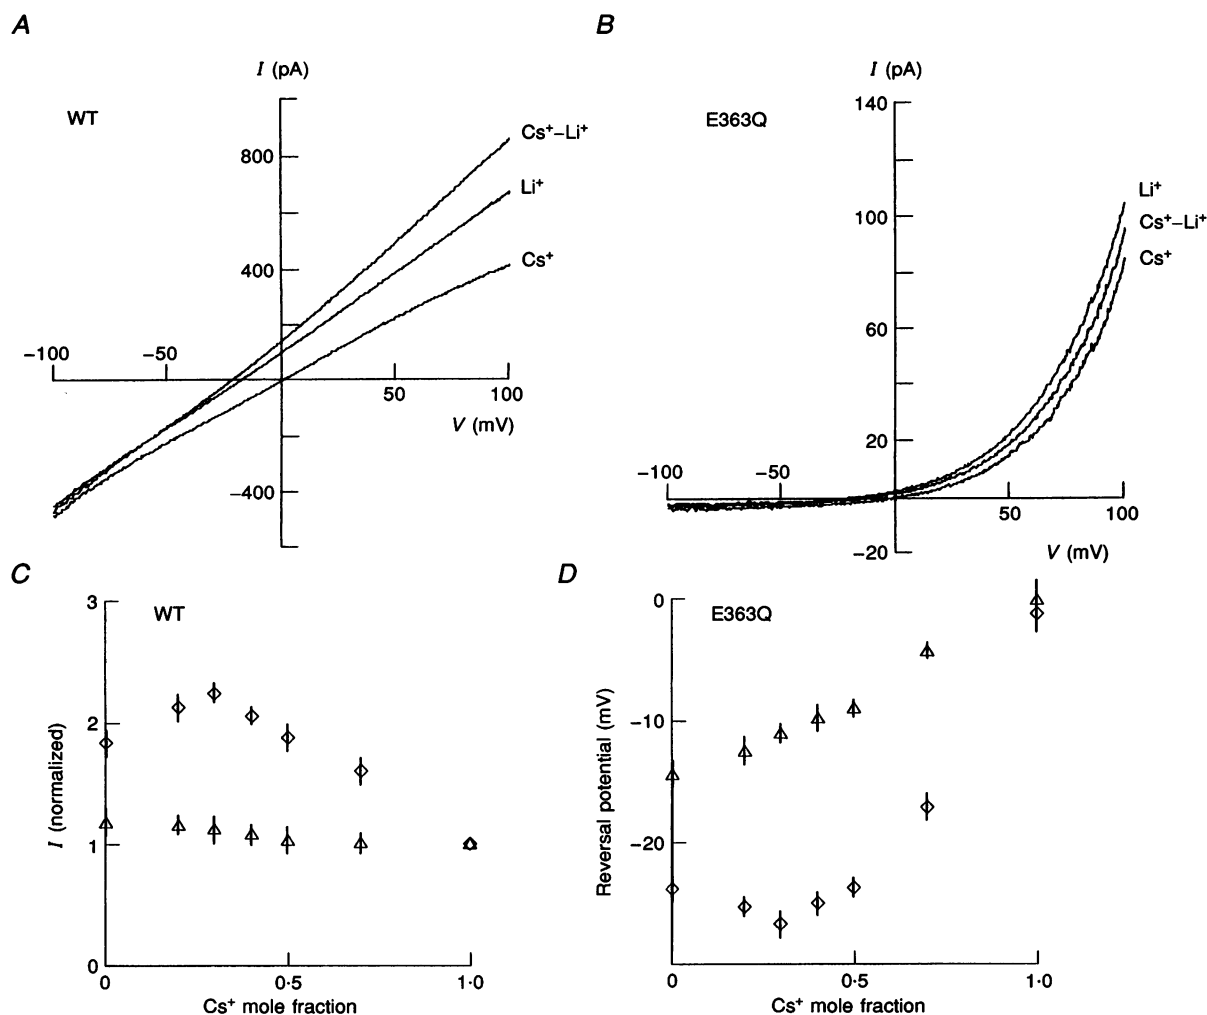 A
I (pA)
WT
800
400
-100
-50
50
100
V (mV)
-400
Cs⁺–Li⁺
Li⁺
Cs⁺
B
I (pA)
E363Q
140
100
60
20
-100
-50
50
100
-20
V (mV)
Li⁺
Cs⁺–Li⁺
Cs⁺
C
WT
3
2
1
0
I (normalized)
0
0·5
1·0
Cs⁺ mole fraction
D
E363Q
0
-10
-20
Reversal potential (mV)
0
0·5
1·0
Cs⁺ mole fraction